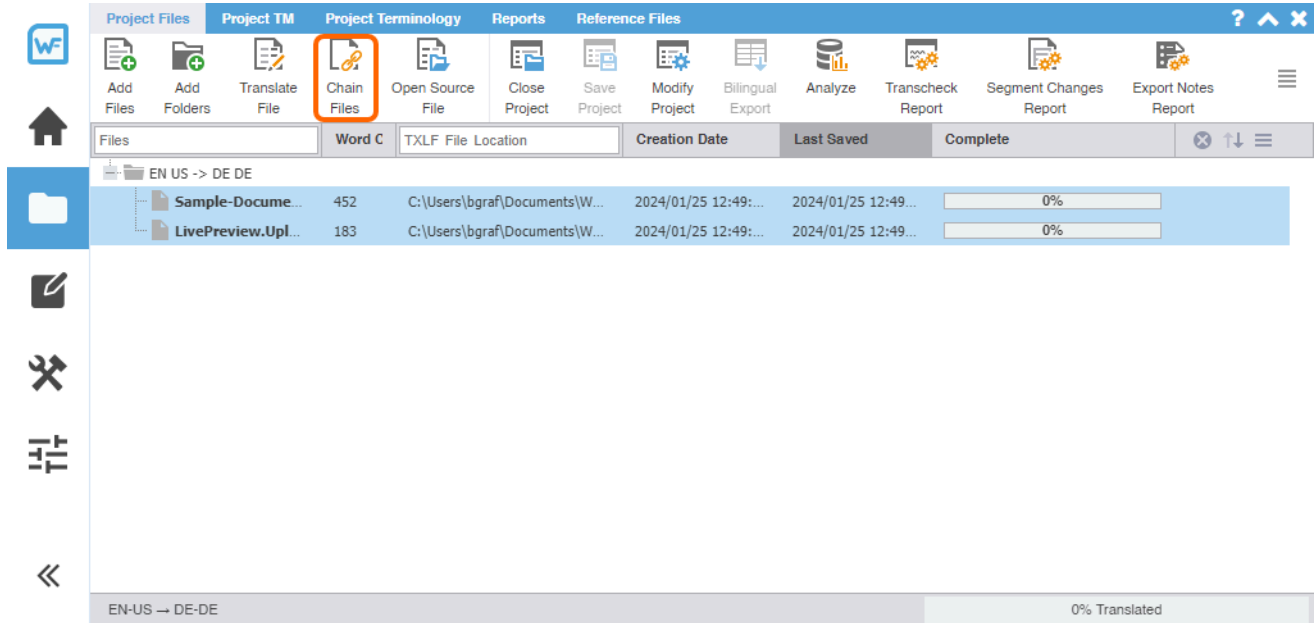 Project Files Project TM Project Terminology Reports Reference Files ?
WF
Add Files
Add Folders
Translate File
Chain Files
Open Source File
Close Project
Save Project
Modify Project
Bilingual Export
Analyze
Transcheck Report
Segment Changes Report
Export Notes Report
Files Word C TXLF File Location Creation Date Last Saved Complete
EN US -> DE DE
Sample-Docume... 452 C:\Users\bgraf\Documents\W... 2024/01/25 12:49:... 2024/01/25 12:49... 0%
LivePreview.Upl... 183 C:\Users\bgraf\Documents\W... 2024/01/25 12:49:... 2024/01/25 12:49... 0%
EN-US → DE-DE 0% Translated